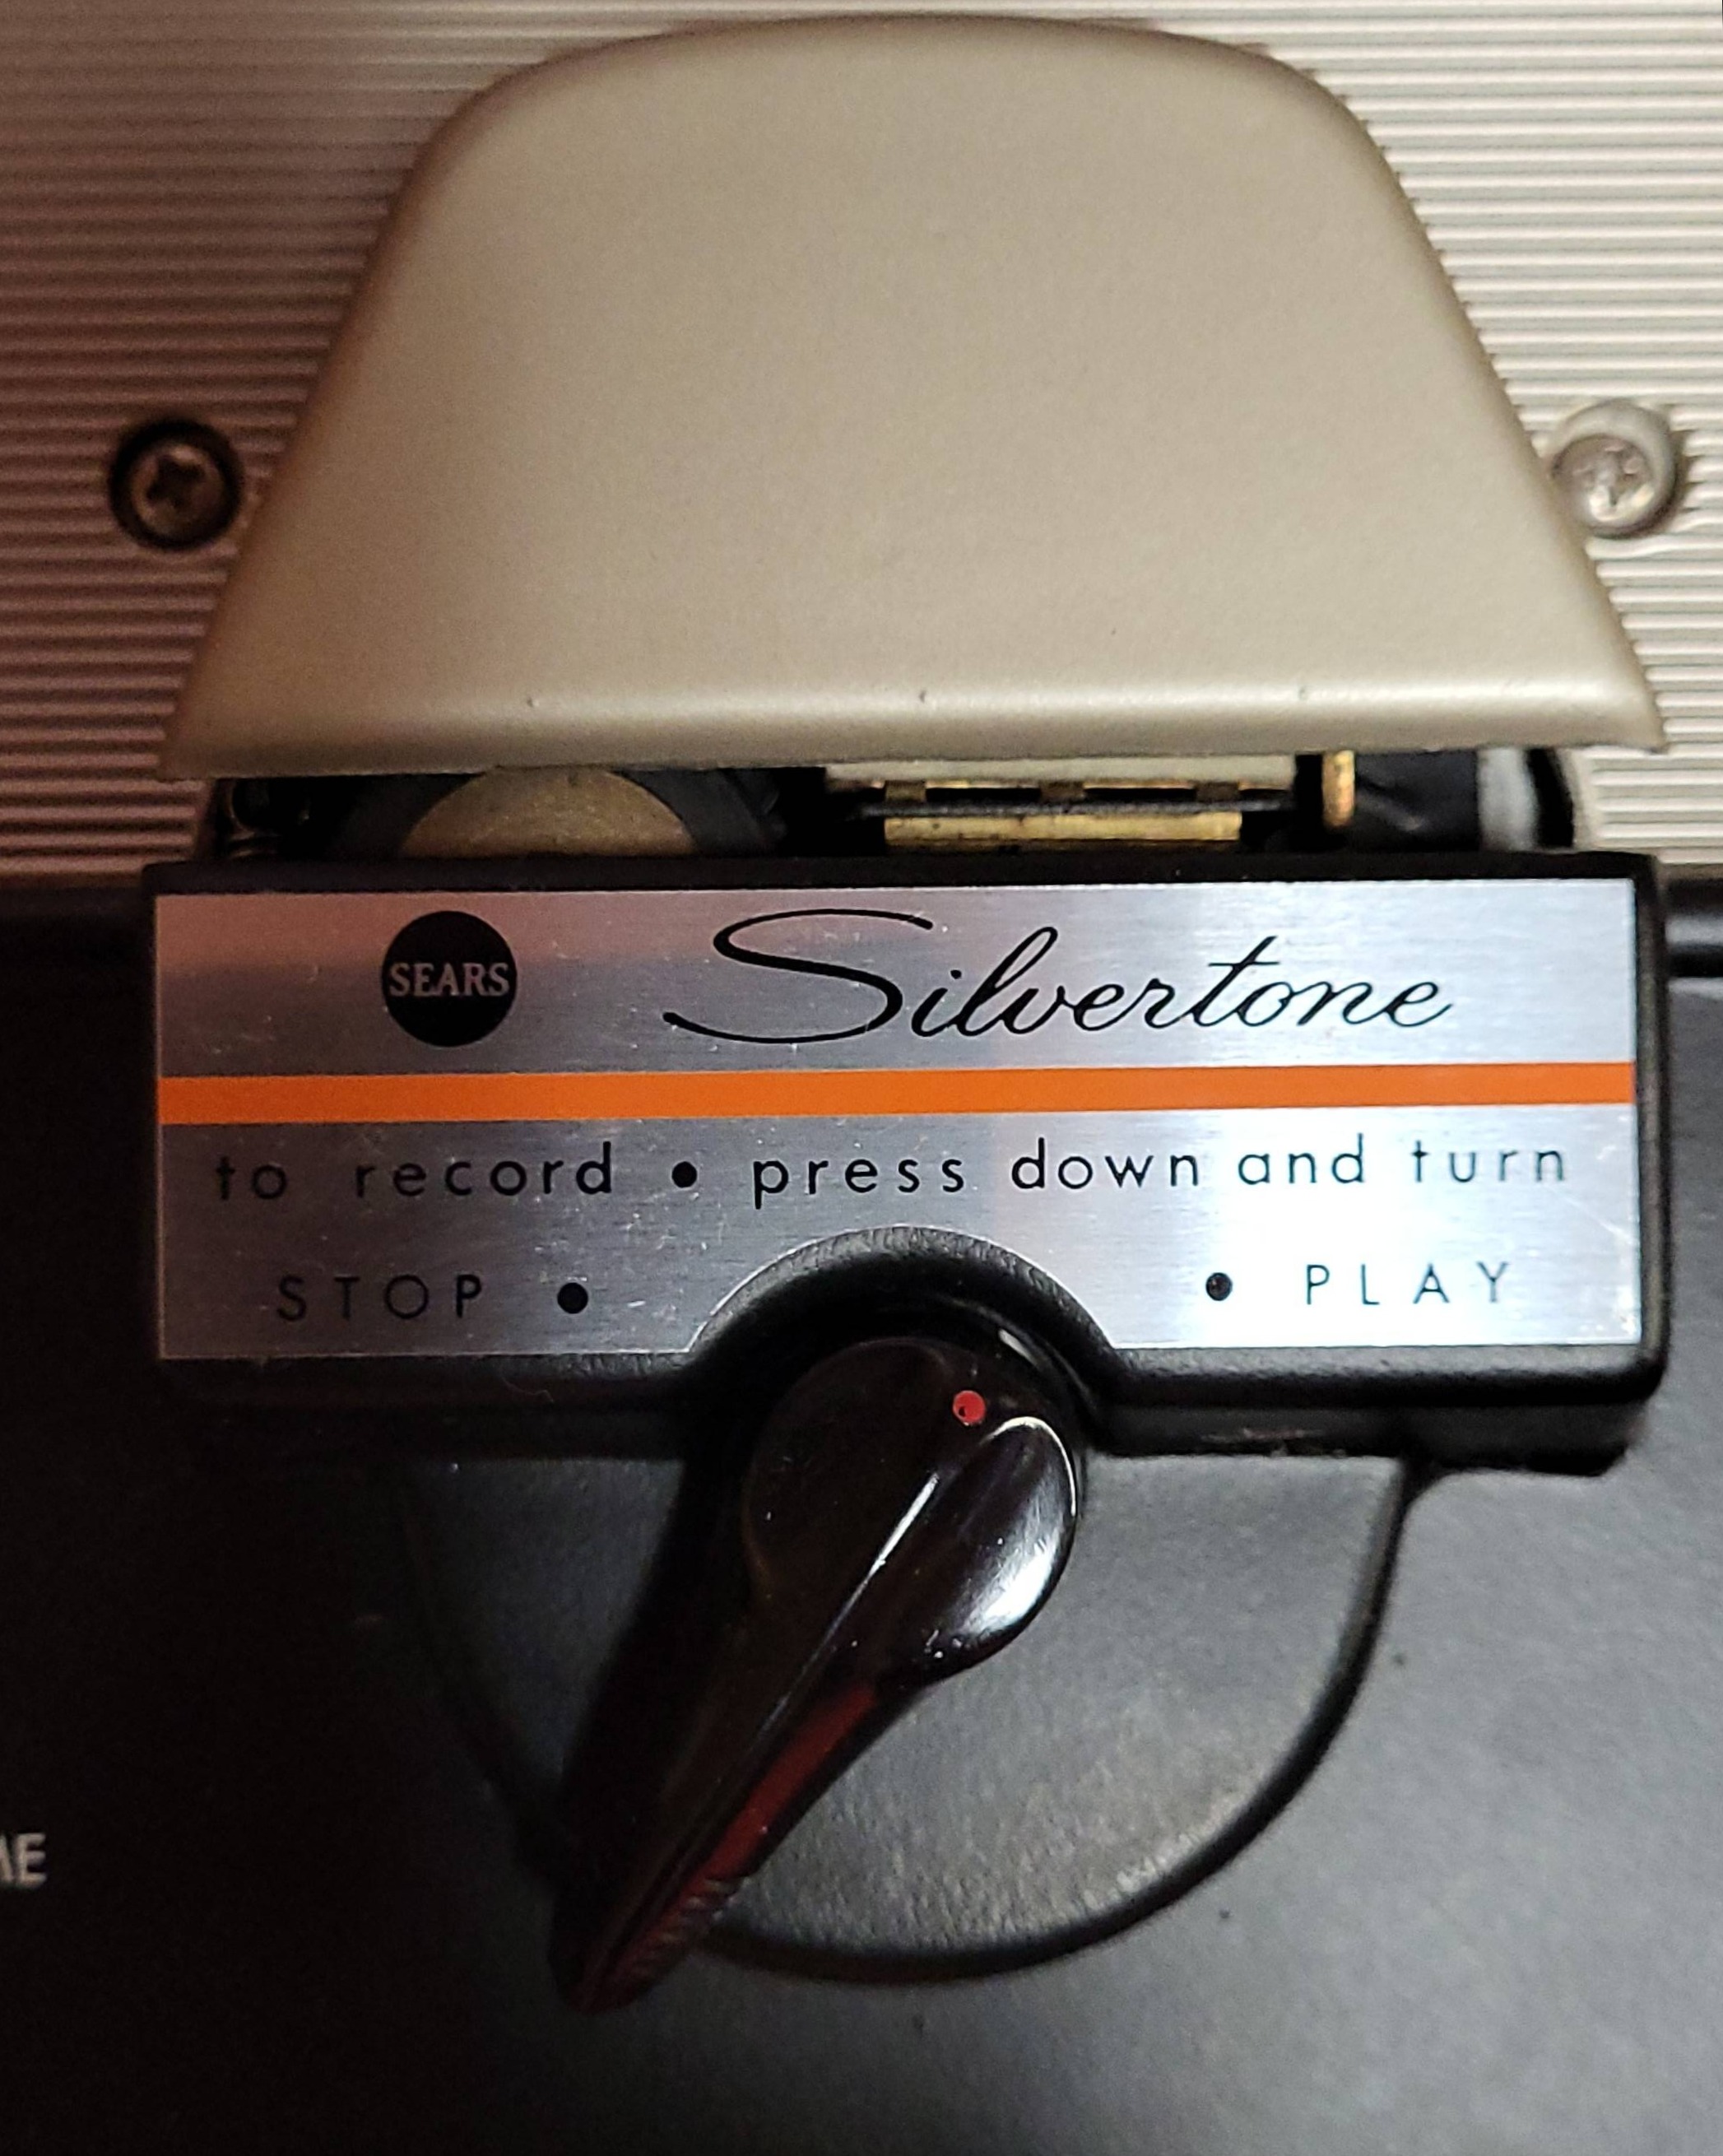 SEARS Silvertone
to record • press down and turn
STOP • • PLAY